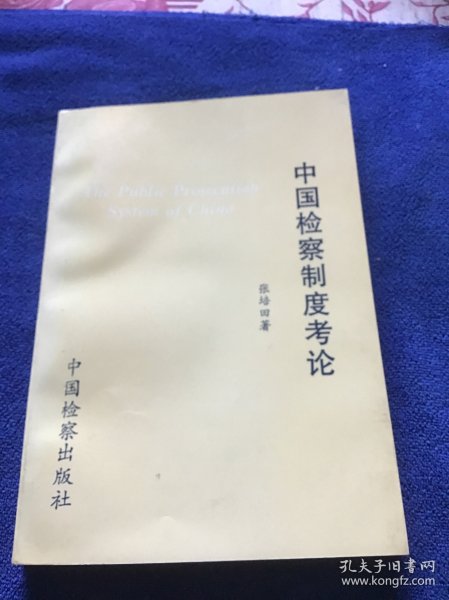 The Public Prosecution
System of China
中国检察制度考论
张培田著
中国检察出版社
孔夫子旧书网
www.kongfz.com